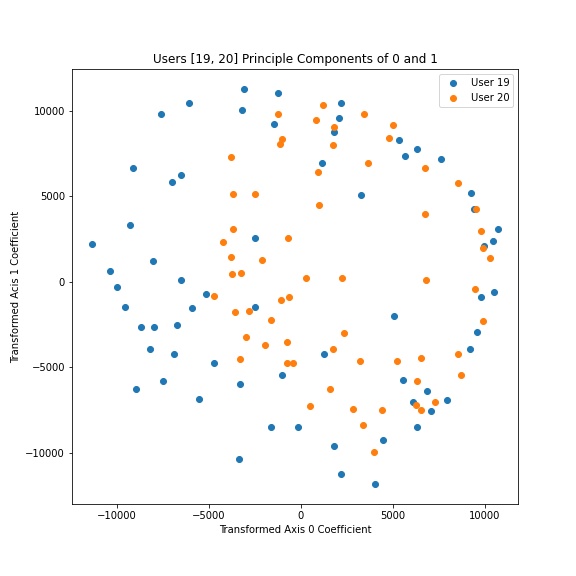 Users [19, 20] Principle Components of 0 and 1
User 19
User 20
10000
5000
0
−5000
−10000
Transformed Acis 1 Coefficient
−10000 −5000 0 5000 10000
Transformed Axis 0 Coefficient